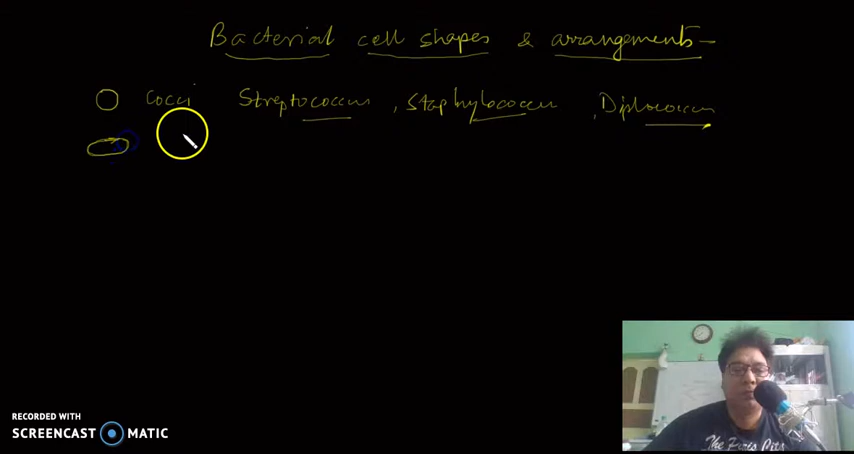 Bacterial cell shapes & arrangements-
Cocci Streptococcus, Staphylococcus, Diplococcus
RECORDED WITH
SCREENCAST MATIC